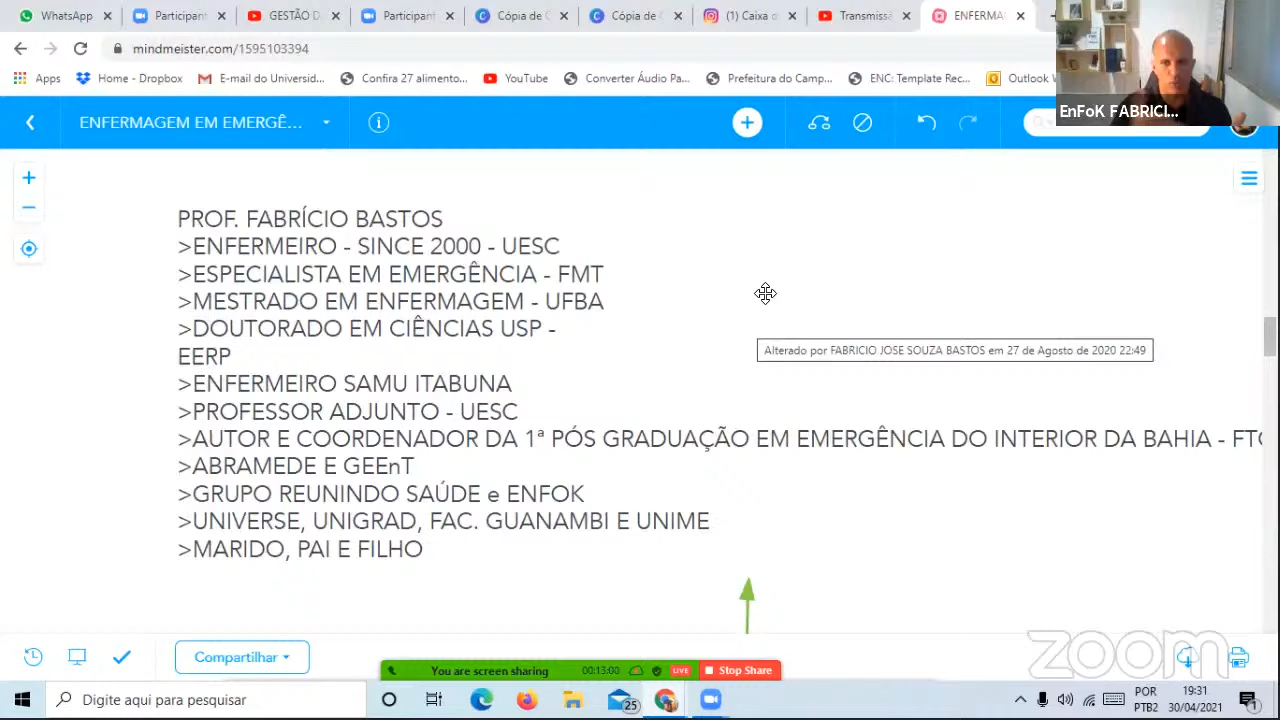 WhatsApp
Participant
GESTÃO D
Participant
Cópia de C
Cópia de C
(1) Caixa d
Transmissã
ENFERMA
mindmeister.com/1595103394
Apps
Home - Dropbox
E-mail do Universid...
Confira 27 alimento...
YouTube
Converter Áudio Pa...
Prefeitura do Camp...
ENC: Template Rec...
Outlook W
EnFoK FABRICI...
ENFERMAGEM EM EMERGÊ...
PROF. FABRÍCIO BASTOS
>ENFERMEIRO - SINCE 2000 - UESC
>ESPECIALISTA EM EMERGÊNCIA - FMT
>MESTRADO EM ENFERMAGEM - UFBA
>DOUTORADO EM CIÊNCIAS USP -
EERP
>ENFERMEIRO SAMU ITABUNA
>PROFESSOR ADJUNTO - UESC
>AUTOR E COORDENADOR DA 1ª PÓS GRADUAÇÃO EM EMERGÊNCIA DO INTERIOR DA BAHIA - FTC
>ABRAMEDE E GEEnT
>GRUPO REUNINDO SAÚDE e ENFOK
>UNIVERSE, UNIGRAD, FAC. GUANAMBI E UNIME
>MARIDO, PAI E FILHO
Alterado por FABRICIO JOSE SOUZA BASTOS em 27 de Agosto de 2020 22:49
Compartilhar
You are screen sharing
00:13:00
LIVE
Stop Share
zoom
Digite aqui para pesquisar
25
POR
PTB2
19:31
30/04/2021
1